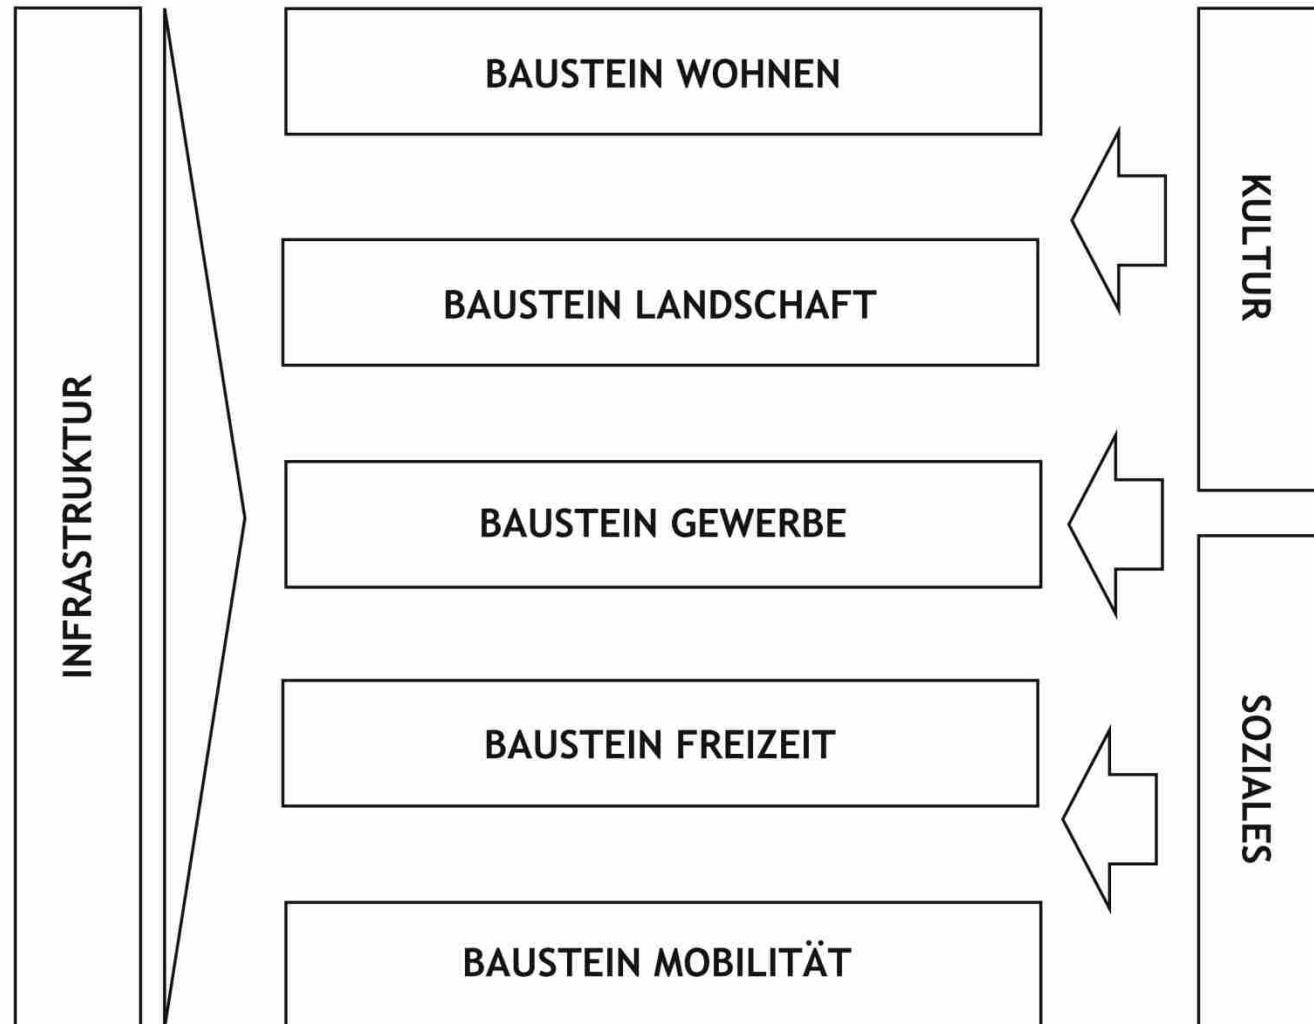 INFRASTRUKTUR
BAUSTEIN WOHNEN
BAUSTEIN LANDSCHAFT
BAUSTEIN GEWERBE
BAUSTEIN FREIZEIT
BAUSTEIN MOBILITÄT
KULTUR
SOZIALES